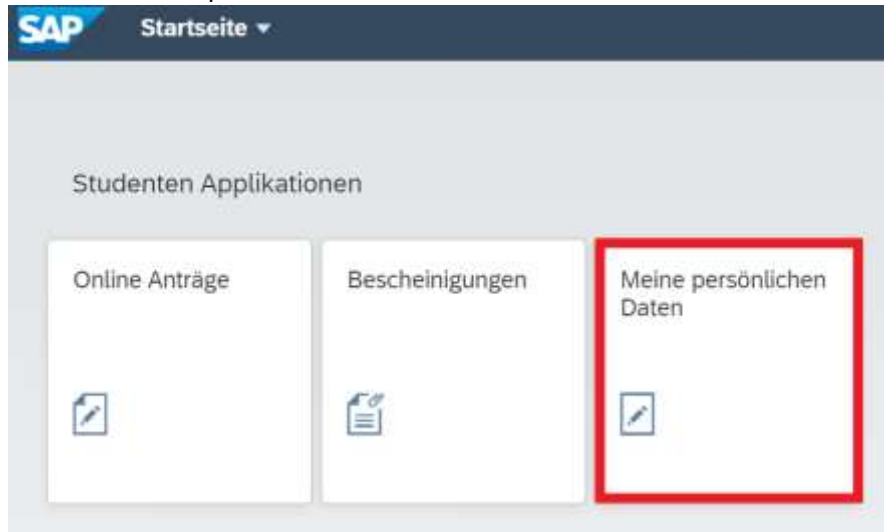 SAP Startseite
Studenten Applikationen
Online Anträge
Bescheinigungen
Meine persönlichen
Daten